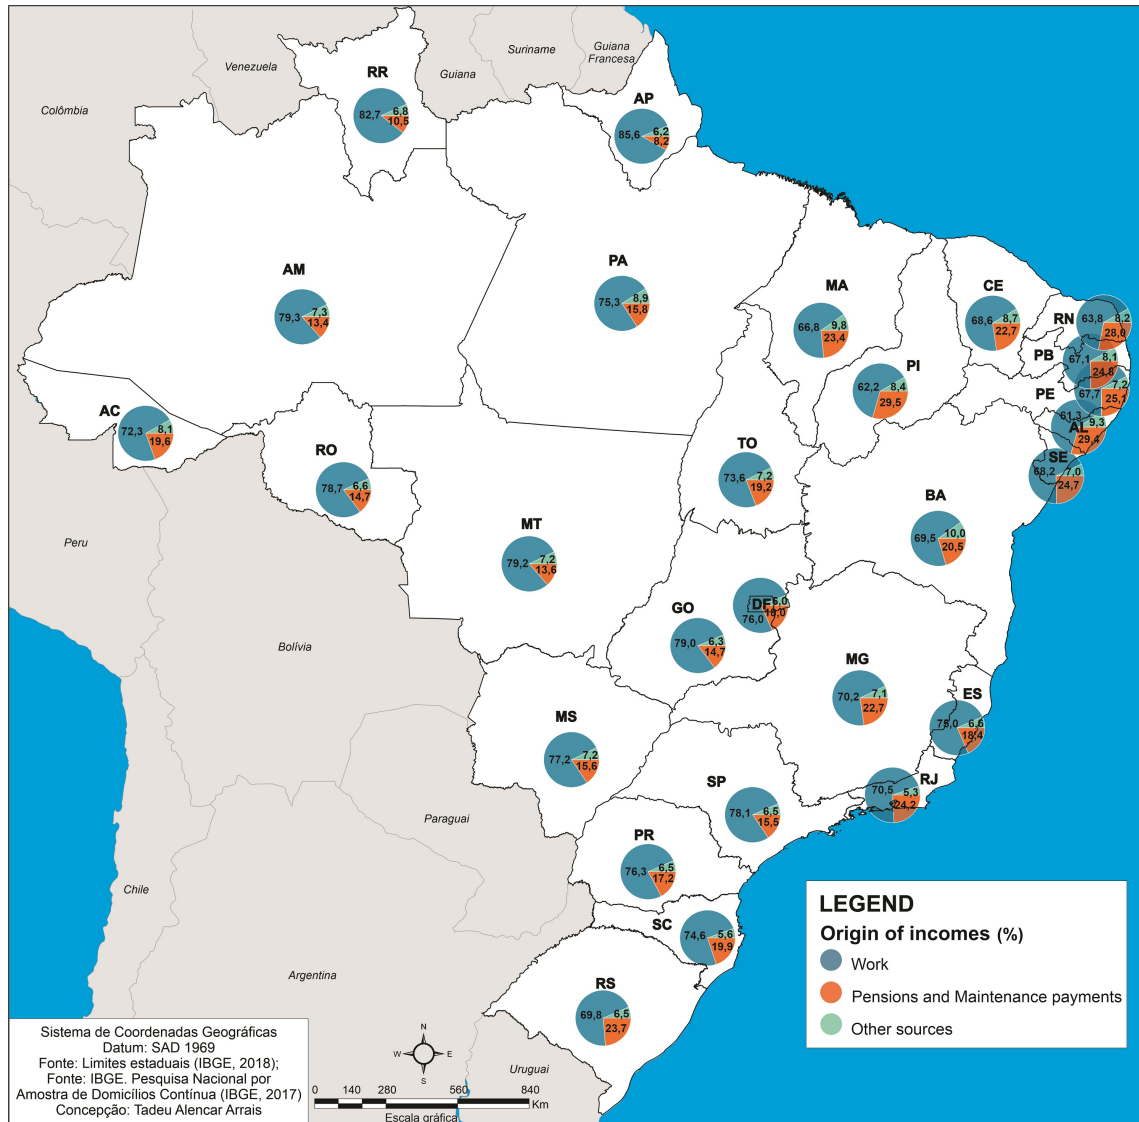 Colômbia
Venezuela
Guiana
Suriname
Guiana
Francesa
RR
82,7
6,8
10,5
AP
85,6
6,2
8,2
AM
79,3
7,3
13,4
PA
75,3
8,9
15,8
MA
66,8
9,8
23,4
CE
68,6
8,7
22,7
RN
63,8
8,2
28,0
PB
67,1
8,1
24,8
PI
62,2
8,4
29,5
PE
67,7
7,2
25,1
AL
61,3
9,3
29,4
SE
68,2
7,0
24,7
AC
72,3
8,1
19,6
RO
78,7
6,6
14,7
TO
73,6
7,2
19,2
BA
69,5
10,0
20,5
MT
79,2
7,2
13,6
Peru
DF
76,0
6,0
18,0
GO
79,0
6,3
14,7
Bolívia
MG
70,2
7,1
22,7
ES
75,0
6,6
18,4
MS
77,2
7,2
15,6
RJ
70,5
5,3
24,2
SP
78,1
6,5
15,5
Paraguai
PR
76,3
6,5
17,2
Chile
SC
74,6
5,6
19,9
Argentina
RS
69,8
6,5
23,7
Uruguai
LEGEND
Origin of incomes (%)
Work
Pensions and Maintenance payments
Other sources
Sistema de Coordenadas Geográficas
Datum: SAD 1969
Fonte: Limites estaduais (IBGE, 2018);
Fonte: IBGE. Pesquisa Nacional por
Amostra de Domicílios Contínua (IBGE, 2017)
Concepção: Tadeu Alencar Arrais
N
W E
S
0 140 280 560 840
Km
Escala gráfica